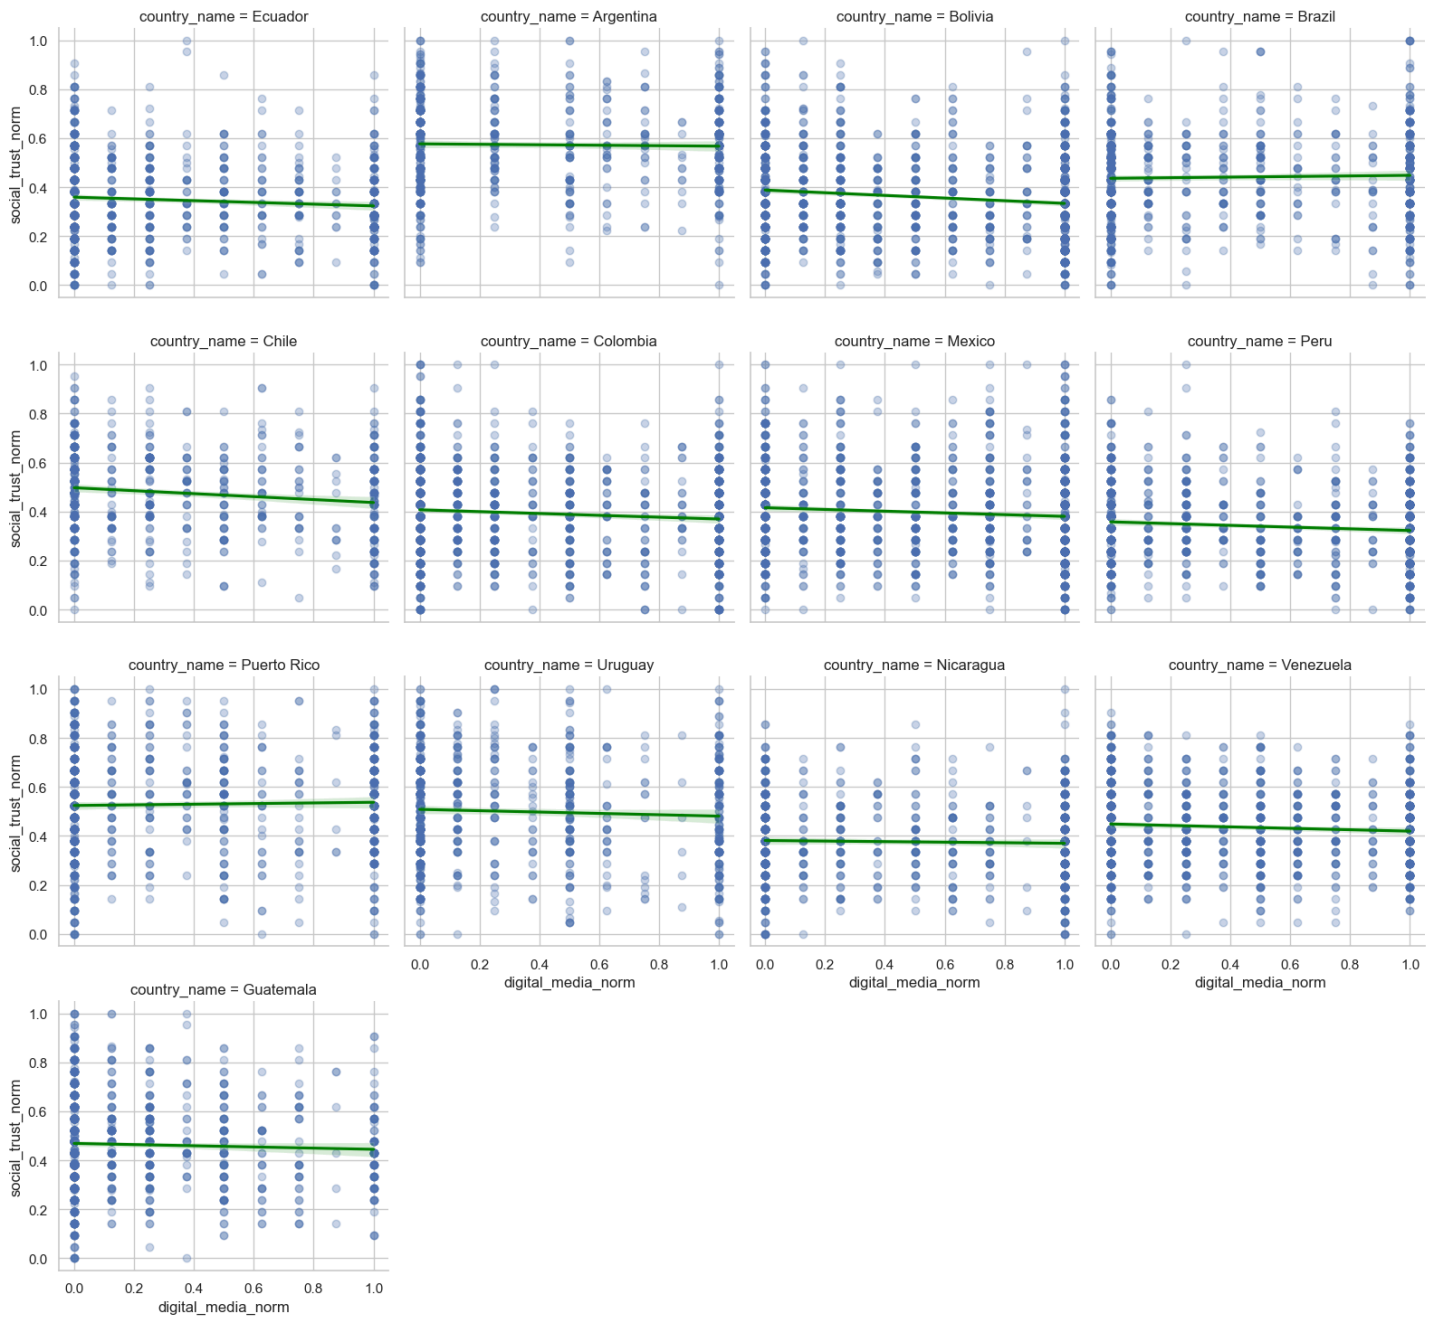 country_name = Ecuador
country_name = Argentina
country_name = Bolivia
country_name = Brazil
1.0
0.8
0.6
0.4
0.2
0.0
social_trust_norm
country_name = Chile
country_name = Colombia
country_name = Mexico
country_name = Peru
1.0
0.8
0.6
0.4
0.2
0.0
social_trust_norm
country_name = Puerto Rico
country_name = Uruguay
country_name = Nicaragua
country_name = Venezuela
1.0
0.8
0.6
0.4
0.2
0.0
social_trust_norm
0.0 0.2 0.4 0.6 0.8 1.0
digital_media_norm
0.0 0.2 0.4 0.6 0.8 1.0
digital_media_norm
0.0 0.2 0.4 0.6 0.8 1.0
digital_media_norm
country_name = Guatemala
1.0
0.8
0.6
0.4
0.2
0.0
social_trust_norm
0.0 0.2 0.4 0.6 0.8 1.0
digital_media_norm